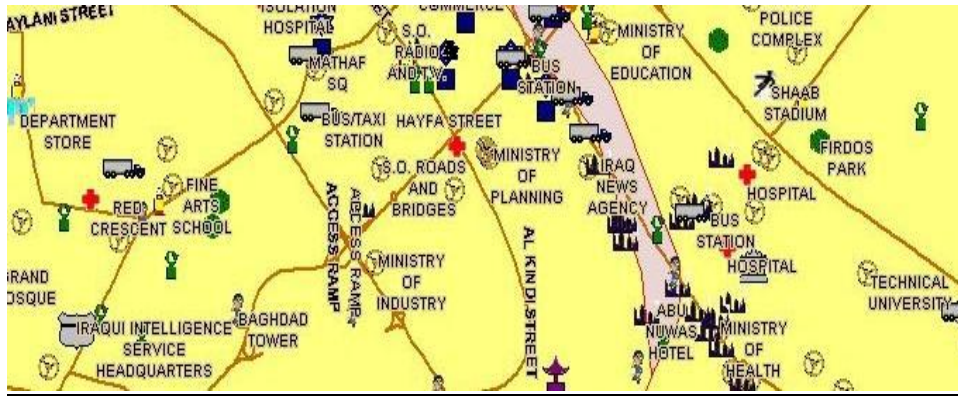 AYLANI STREET
ISOLATION
HOSPITAL
COMMERCE
S.O.
RADIO
AND T.V.
MATHAF
SQ
BUS
STATION
MINISTRY
OF
EDUCATION
POLICE
COMPLEX
SHAAB
STADIUM
DEPARTMENT
STORE
BUS/TAXI
STATION
HAYFA STREET
FIRDOS
PARK
S.O. ROADS
AND
BRIDGES
MINISTRY
OF
PLANNING
IRAQ
NEWS
AGENCY
HOSPITAL
FINE
ARTS
SCHOOL
RED
CRESCENT
ACCESS RAMP
ACCESS RAMP
AL KINDI STREET
BUS
STATION
HOSPITAL
GRAND
OSQUE
MINISTRY
OF
INDUSTRY
TECHNICAL
UNIVERSITY
IRAQUI INTELLIGENCE
SERVICE
HEADQUARTERS
BAGHDAD
TOWER
ABU
NUWAS
HOTEL
MINISTRY
OF
HEALTH